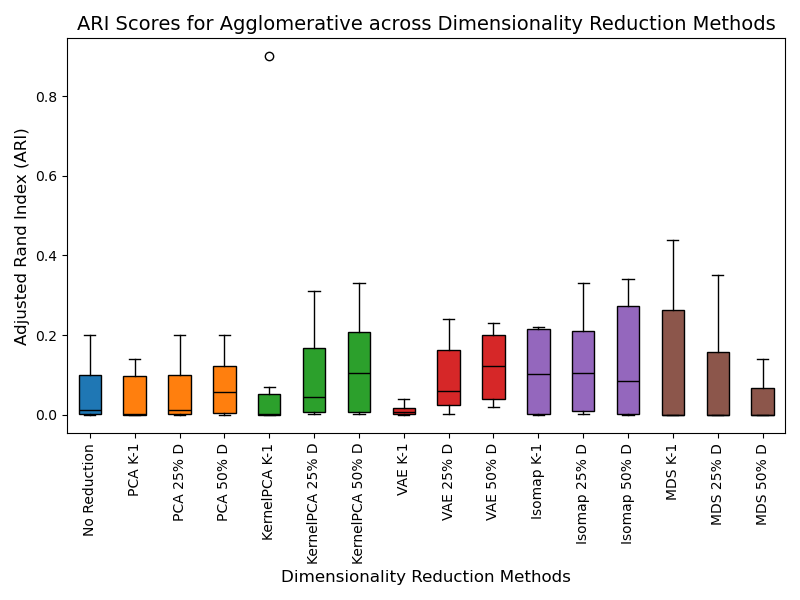 ARI Scores for Agglomerative across Dimensionality Reduction Methods
Adjusted Rand Index (ARI)
0.8
0.6
0.4
0.2
0.0
No Reduction
PCA K-1
PCA 25% D
PCA 50% D
KernelPCA K-1
KernelPCA 25% D
KernelPCA 50% D
VAE K-1
VAE 25% D
VAE 50% D
Isomap K-1
Isomap 25% D
Isomap 50% D
MDS K-1
MDS 25% D
MDS 50% D
Dimensionality Reduction Methods